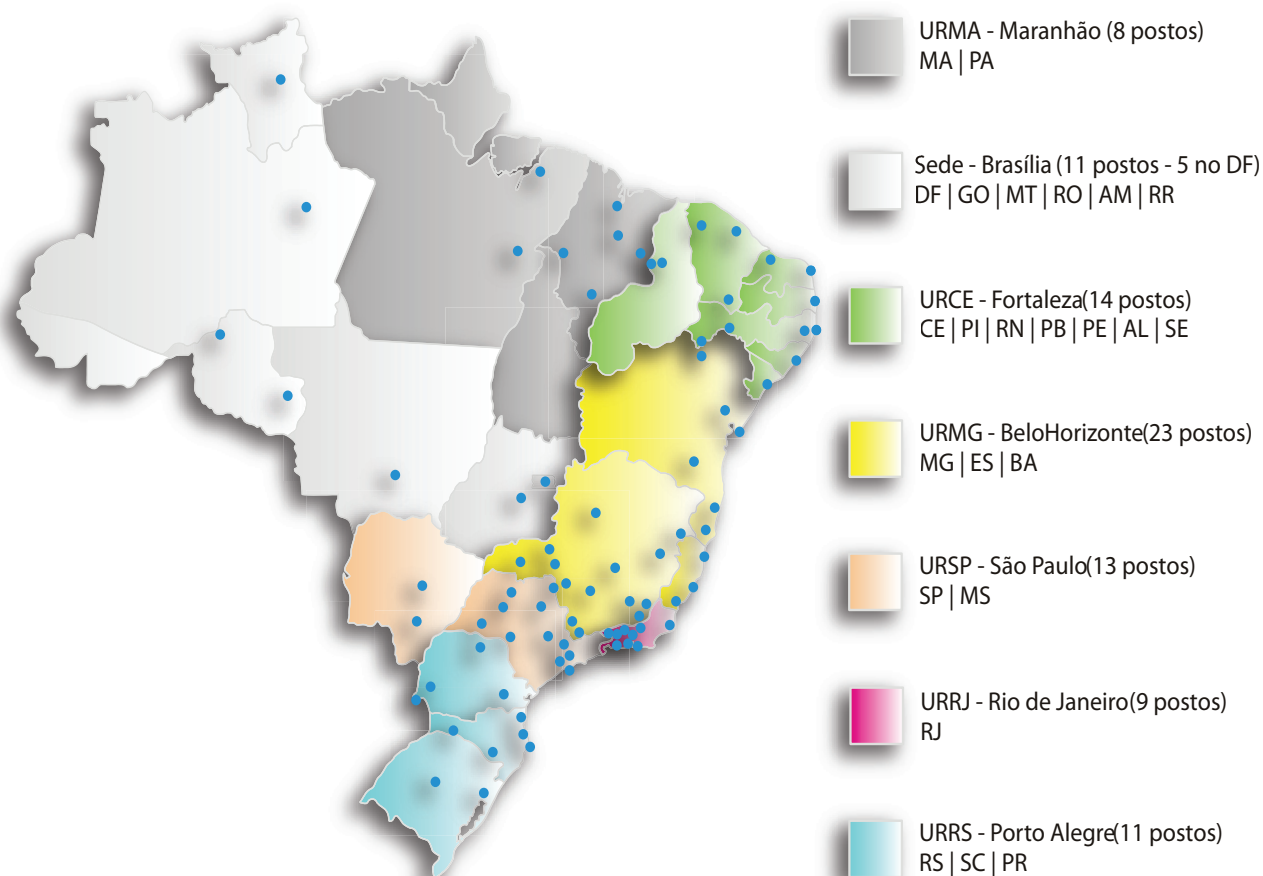 URMA - Maranhão (8 postos)
MA | PA
Sede - Brasília (11 postos - 5 no DF)
DF | GO | MT | RO | AM | RR
URCE - Fortaleza(14 postos)
CE | PI | RN | PB | PE | AL | SE
URMG - BeloHorizonte(23 postos)
MG | ES | BA
URSP - São Paulo(13 postos)
SP | MS
URRJ - Rio de Janeiro(9 postos)
RJ
URRS - Porto Alegre(11 postos)
RS | SC | PR